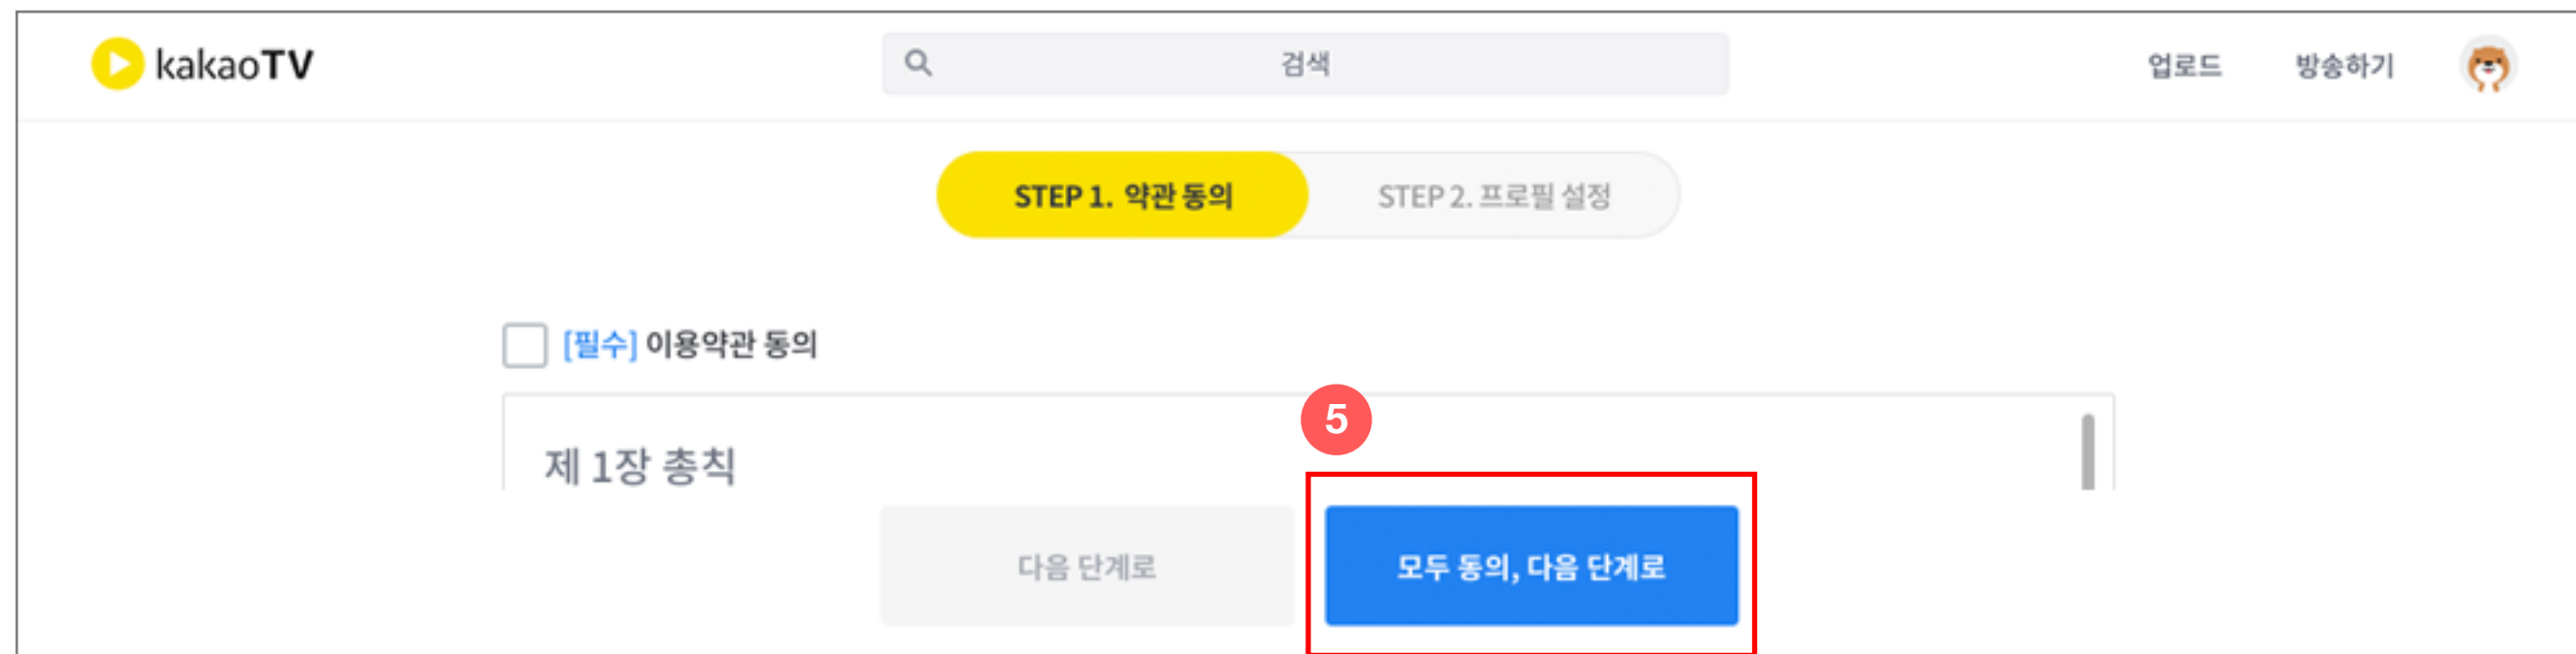 kakaoTV 검색 업로드 방송하기
STEP 1. 약관 동의 STEP 2. 프로필 설정
[필수] 이용약관 동의
5
제 1장 총칙
다음 단계로 모두 동의, 다음 단계로